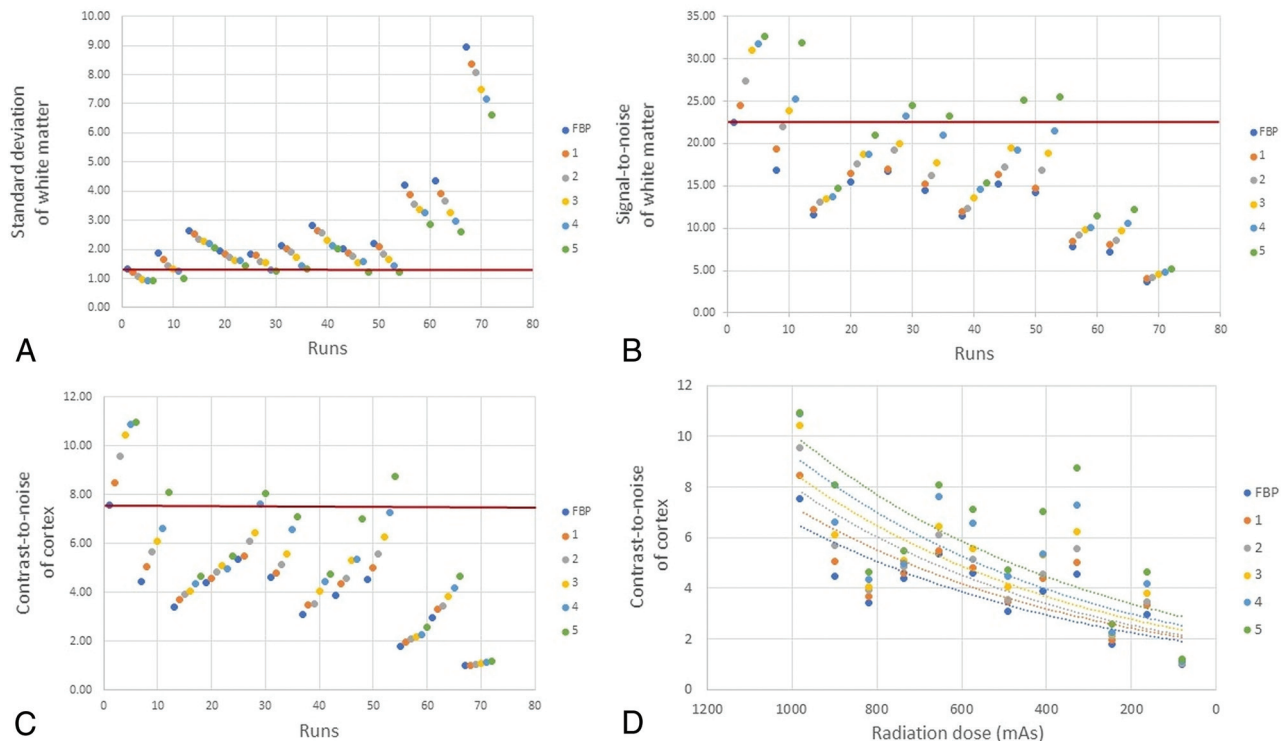 10.00
9.00
8.00
7.00
6.00
5.00
4.00
3.00
2.00
1.00
0.00
0 10 20 30 40 50 60 70 80
Standard deviation
of white matter
Runs
FBP
1
2
3
4
5
A
35.00
30.00
25.00
20.00
15.00
10.00
5.00
0.00
0 10 20 30 40 50 60 70 80
Signal-to-noise
of white matter
Runs
FBP
1
2
3
4
5
B
12.00
10.00
8.00
6.00
4.00
2.00
0.00
0 10 20 30 40 50 60 70 80
Contrast-to-noise
of cortex
Runs
FBP
1
2
3
4
5
C
12
10
8
6
4
2
0
1200 1000 800 600 400 200 0
Contrast-to-noise
of cortex
Radiation dose (mAs)
FBP
1
2
3
4
5
D